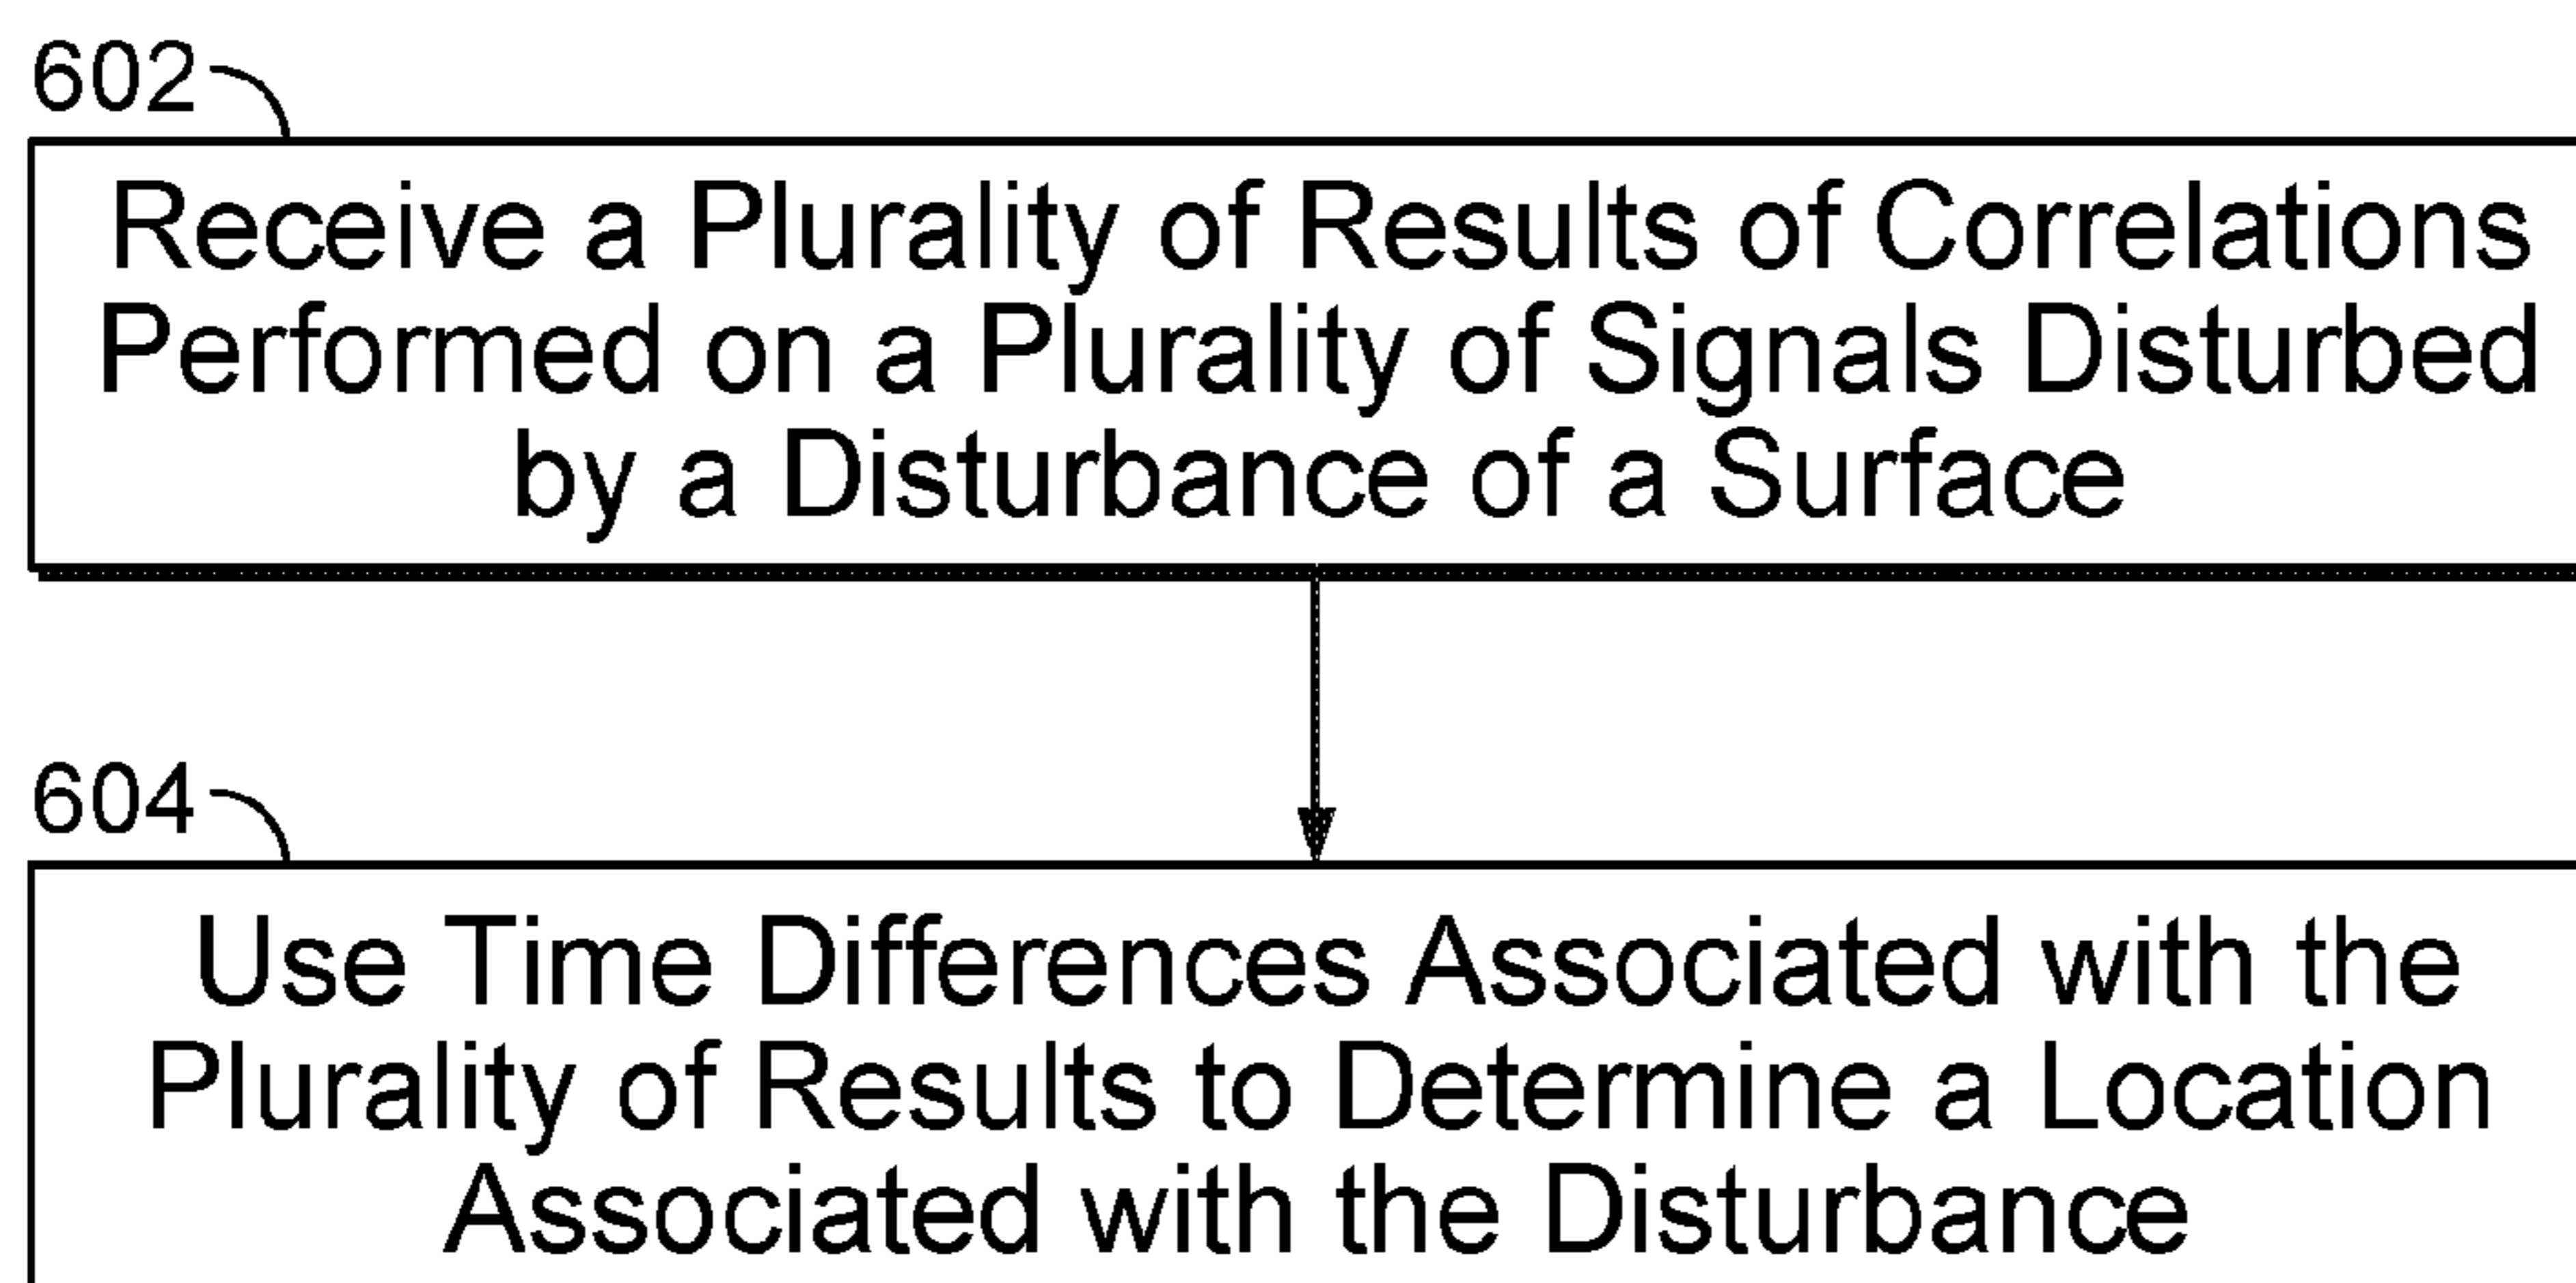 602
Receive a Plurality of Results of Correlations
Performed on a Plurality of Signals Disturbed
by a Disturbance of a Surface
604
Use Time Differences Associated with the
Plurality of Results to Determine a Location
Associated with the Disturbance